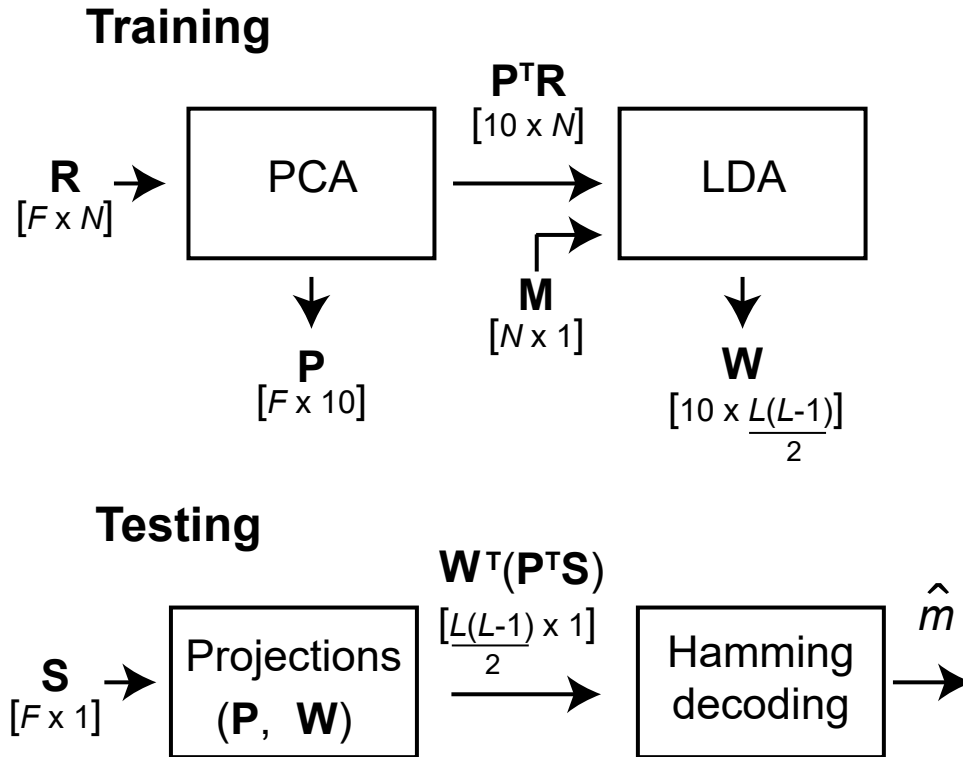 Training
PᵀR
[10 x N]
R
[F x N]
PCA
LDA
M
[N x 1]
P
[F x 10]
W
[10 x L(L-1)]
2
Testing
Wᵀ(PᵀS)
[L(L-1) x 1]
2
S
[F x 1]
Projections
(P, W)
Hamming
decoding
m̂